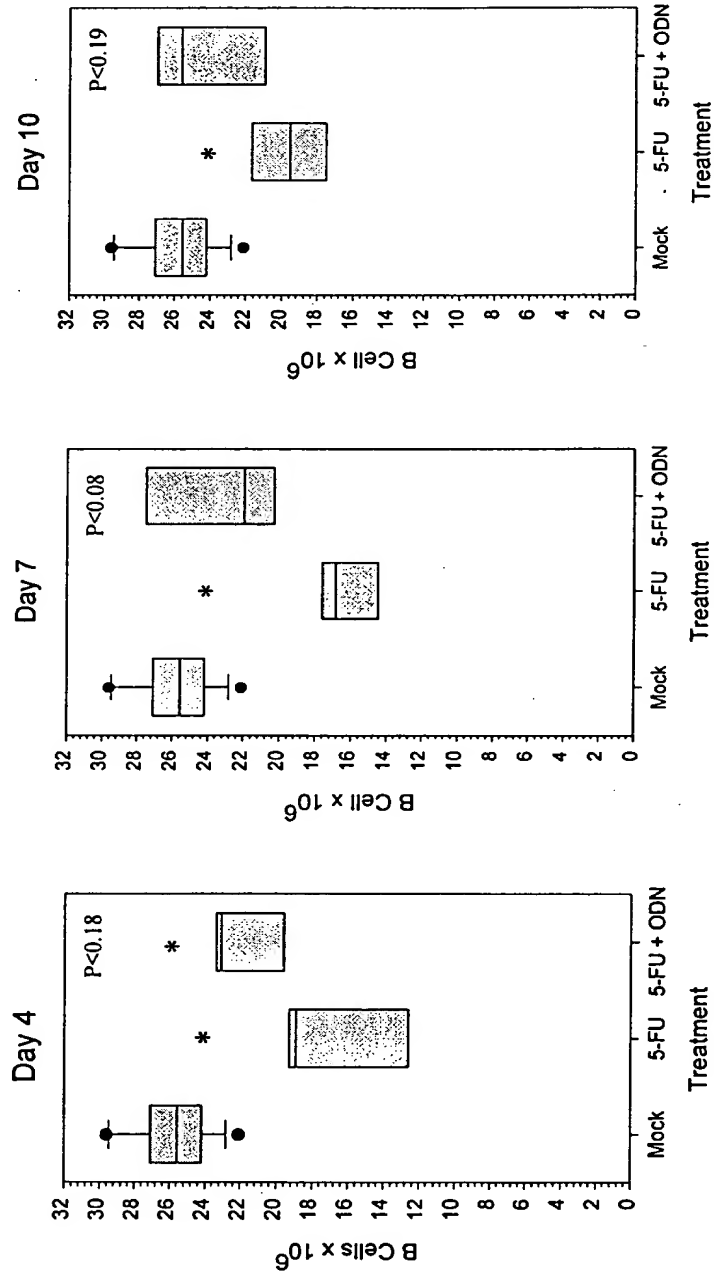 Day 4
P<0.18
*
*
B Cells x 10⁶
32
30
28
26
24
22
20
18
16
14
12
10
8
6
4
2
0
Mock
5-FU
5-FU + ODN
Treatment
Day 7
P<0.08
*
B Cell x 10⁶
32
30
28
26
24
22
20
18
16
14
12
10
8
6
4
2
0
Mock
5-FU
5-FU + ODN
Treatment
Day 10
P<0.19
*
B Cell x 10⁶
32
30
28
26
24
22
20
18
16
14
12
10
8
6
4
2
0
Mock
5-FU
5-FU + ODN
Treatment